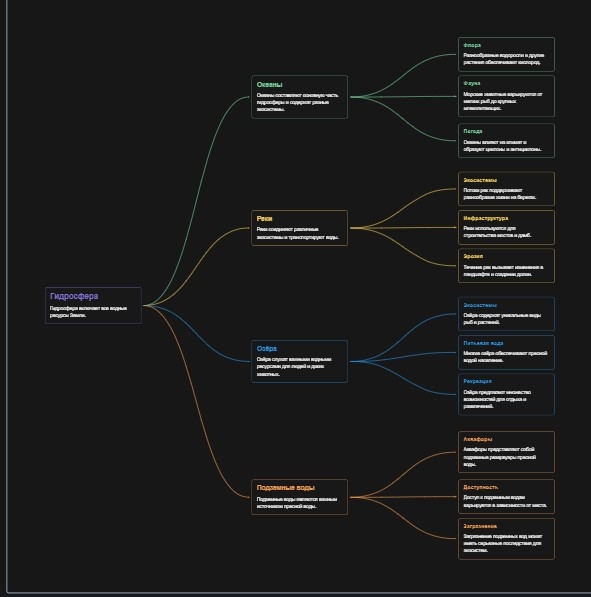 Флора
Разнообразные водоросли и другие
растения обеспечивают кислород.
Океаны
Океаны составляют основную часть
гидросферы и содержат разные
экосистемы.
Фауна
Морские животные варьируются от
мелких рыб до крупных
млекопитающих.
Погода
Океаны влияют на климат и
образуют циклоны и антициклоны.
Экосистемы
Потоки рек поддерживают
разнообразие жизни на берегах.
Реки
Реки соединяют различные
экосистемы и транспортируют воды.
Инфраструктура
Реки используются для
строительства мостов и дамб.
Эрозия
Течение рек вызывает изменения в
ландшафте и создании долин.
Гидросфера
Гидросфера включает все водные
ресурсы Земли.
Экосистемы
Озёра содержат уникальные виды
рыб и растений.
Озёра
Озёра служат важными водными
ресурсами для людей и диких
животных.
Питьевая вода
Многие озёра обеспечивают пресной
водой население.
Рекреация
Озёра предлагают множество
возможностей для отдыха и
развлечений.
Аквафоры
Аквафоры представляют собой
подземные резервуары пресной
воды.
Подземные воды
Подземные воды являются важным
источником пресной воды.
Доступность
Доступ к подземным водам
варьируется в зависимости от места.
Загрязнение
Загрязнение подземных вод может
иметь серьезные последствия для
экосистем.